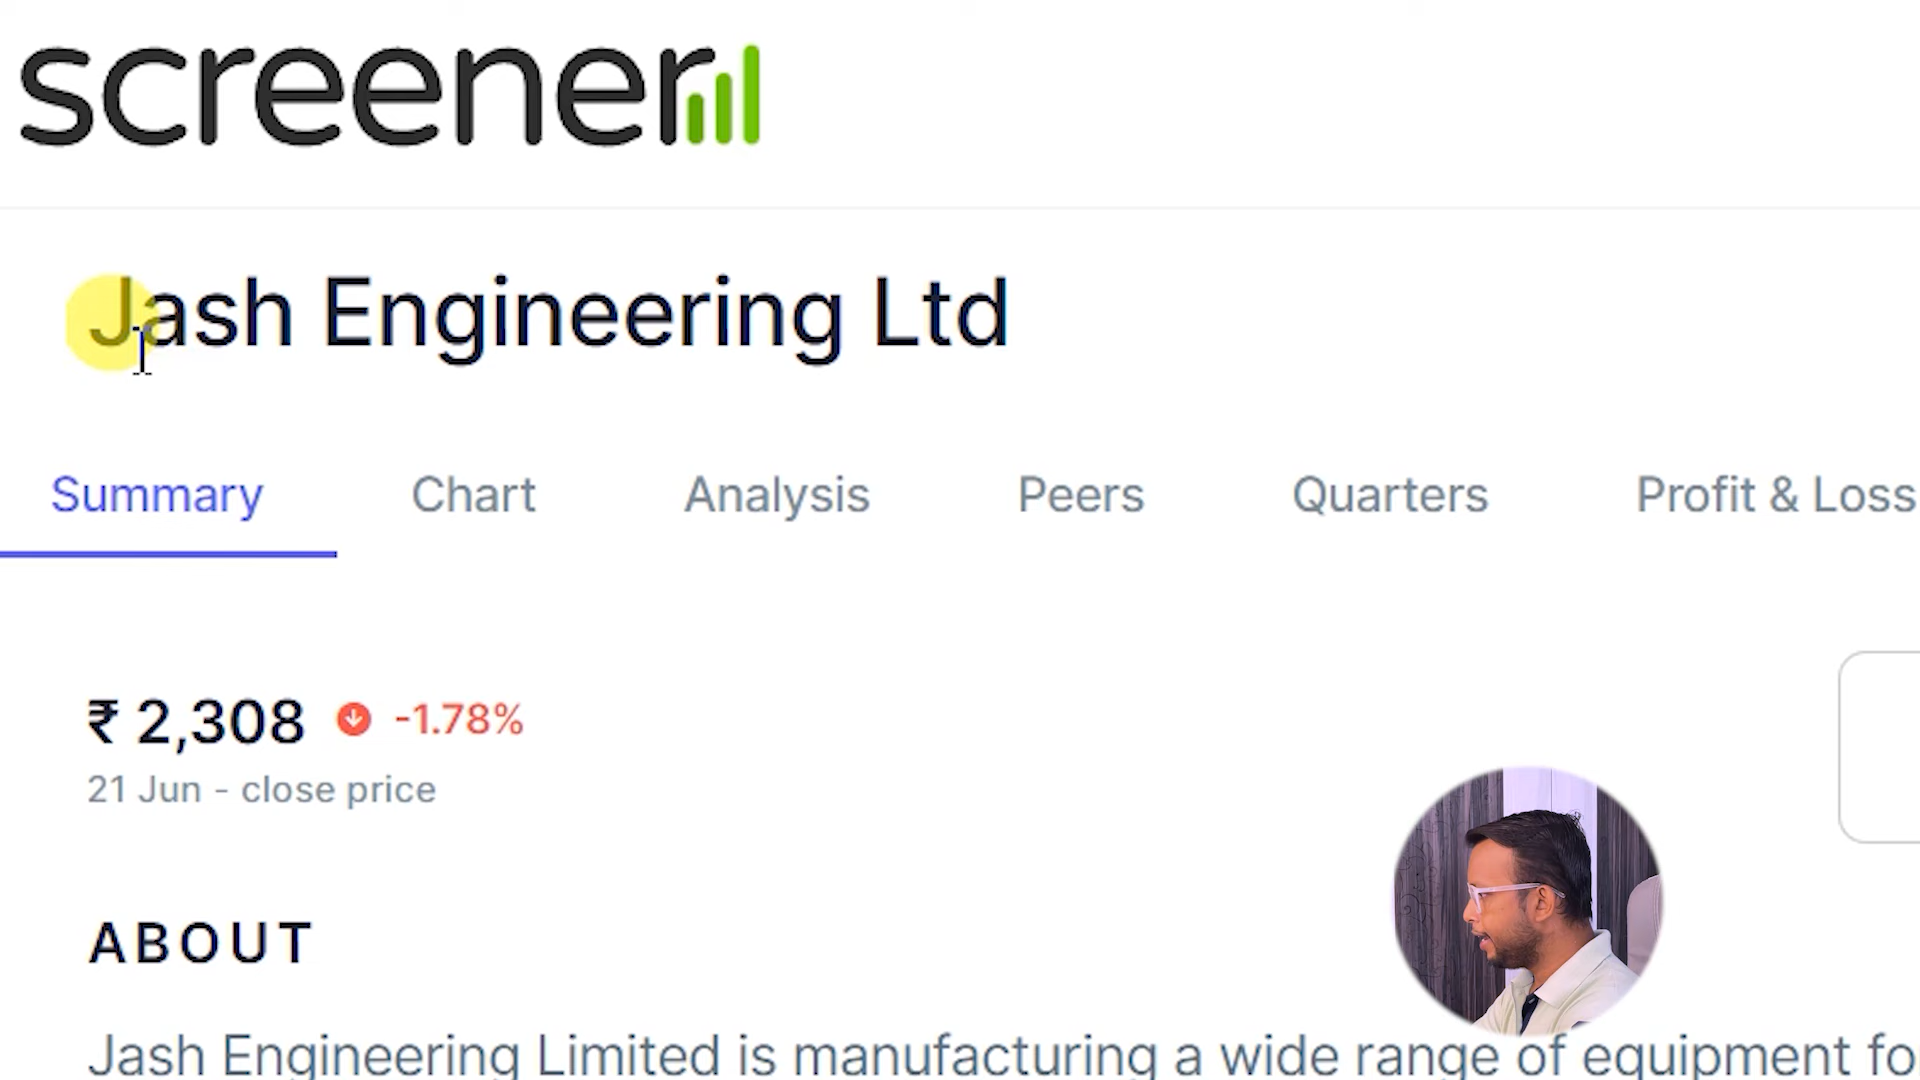 screener
Jash Engineering Ltd
Summary Chart Analysis Peers Quarters Profit & Loss
₹ 2,308 -1.78%
21 Jun - close price
ABOUT
Jash Engineering Limited is manufacturing a wide range of equipment fo